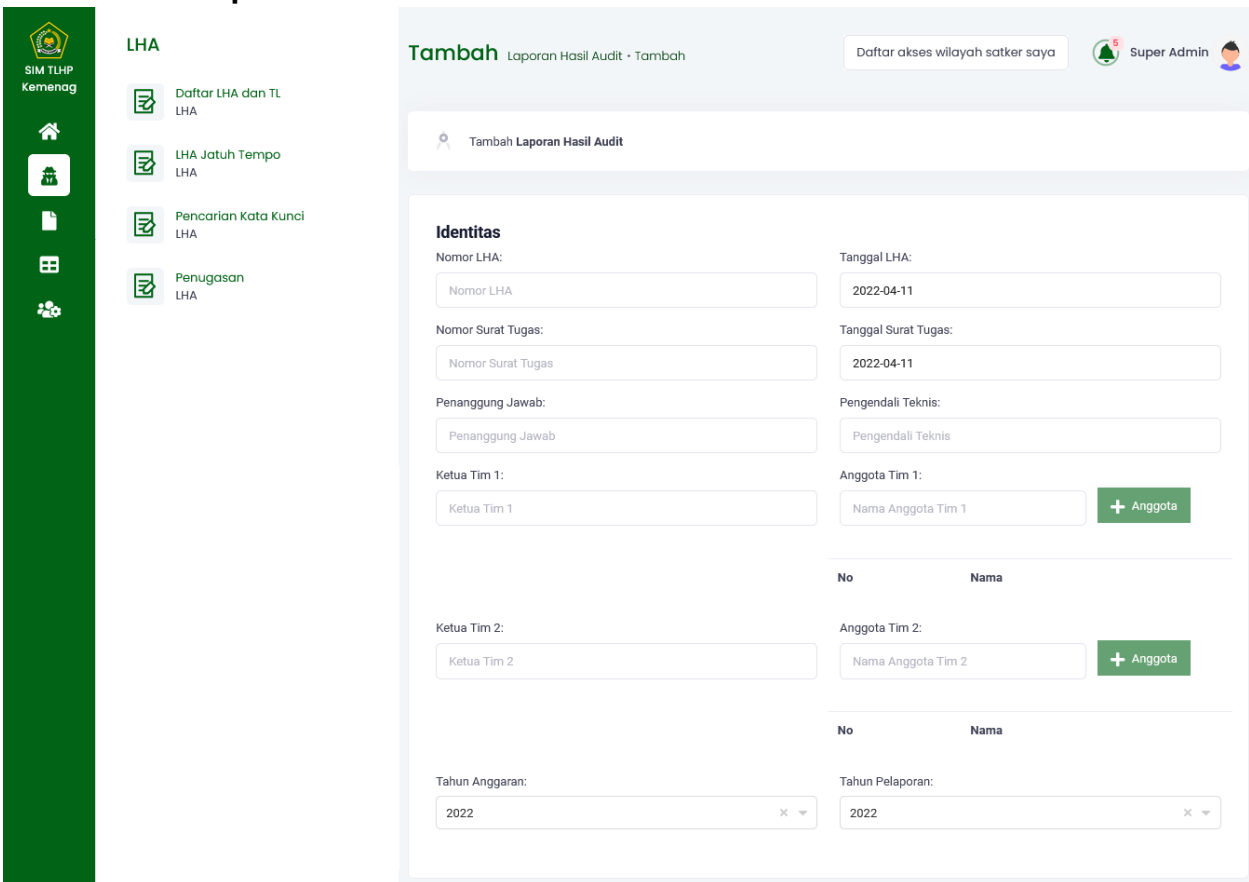 SIM TLHP
Kemenag
LHA
Daftar LHA dan TL
LHA
LHA Jatuh Tempo
LHA
Pencarian Kata Kunci
LHA
Penugasan
LHA
Tambah Laporan Hasil Audit • Tambah
Daftar akses wilayah satker saya
5
Super Admin
Tambah Laporan Hasil Audit
Identitas
Nomor LHA: Tanggal LHA:
Nomor LHA 2022-04-11
Nomor Surat Tugas: Tanggal Surat Tugas:
Nomor Surat Tugas 2022-04-11
Penanggung Jawab: Pengendali Teknis:
Penanggung Jawab Pengendali Teknis
Ketua Tim 1: Anggota Tim 1:
Ketua Tim 1 Nama Anggota Tim 1 + Anggota
No Nama
Ketua Tim 2: Anggota Tim 2:
Ketua Tim 2 Nama Anggota Tim 2 + Anggota
No Nama
Tahun Anggaran: Tahun Pelaporan:
2022 × 2022 ×